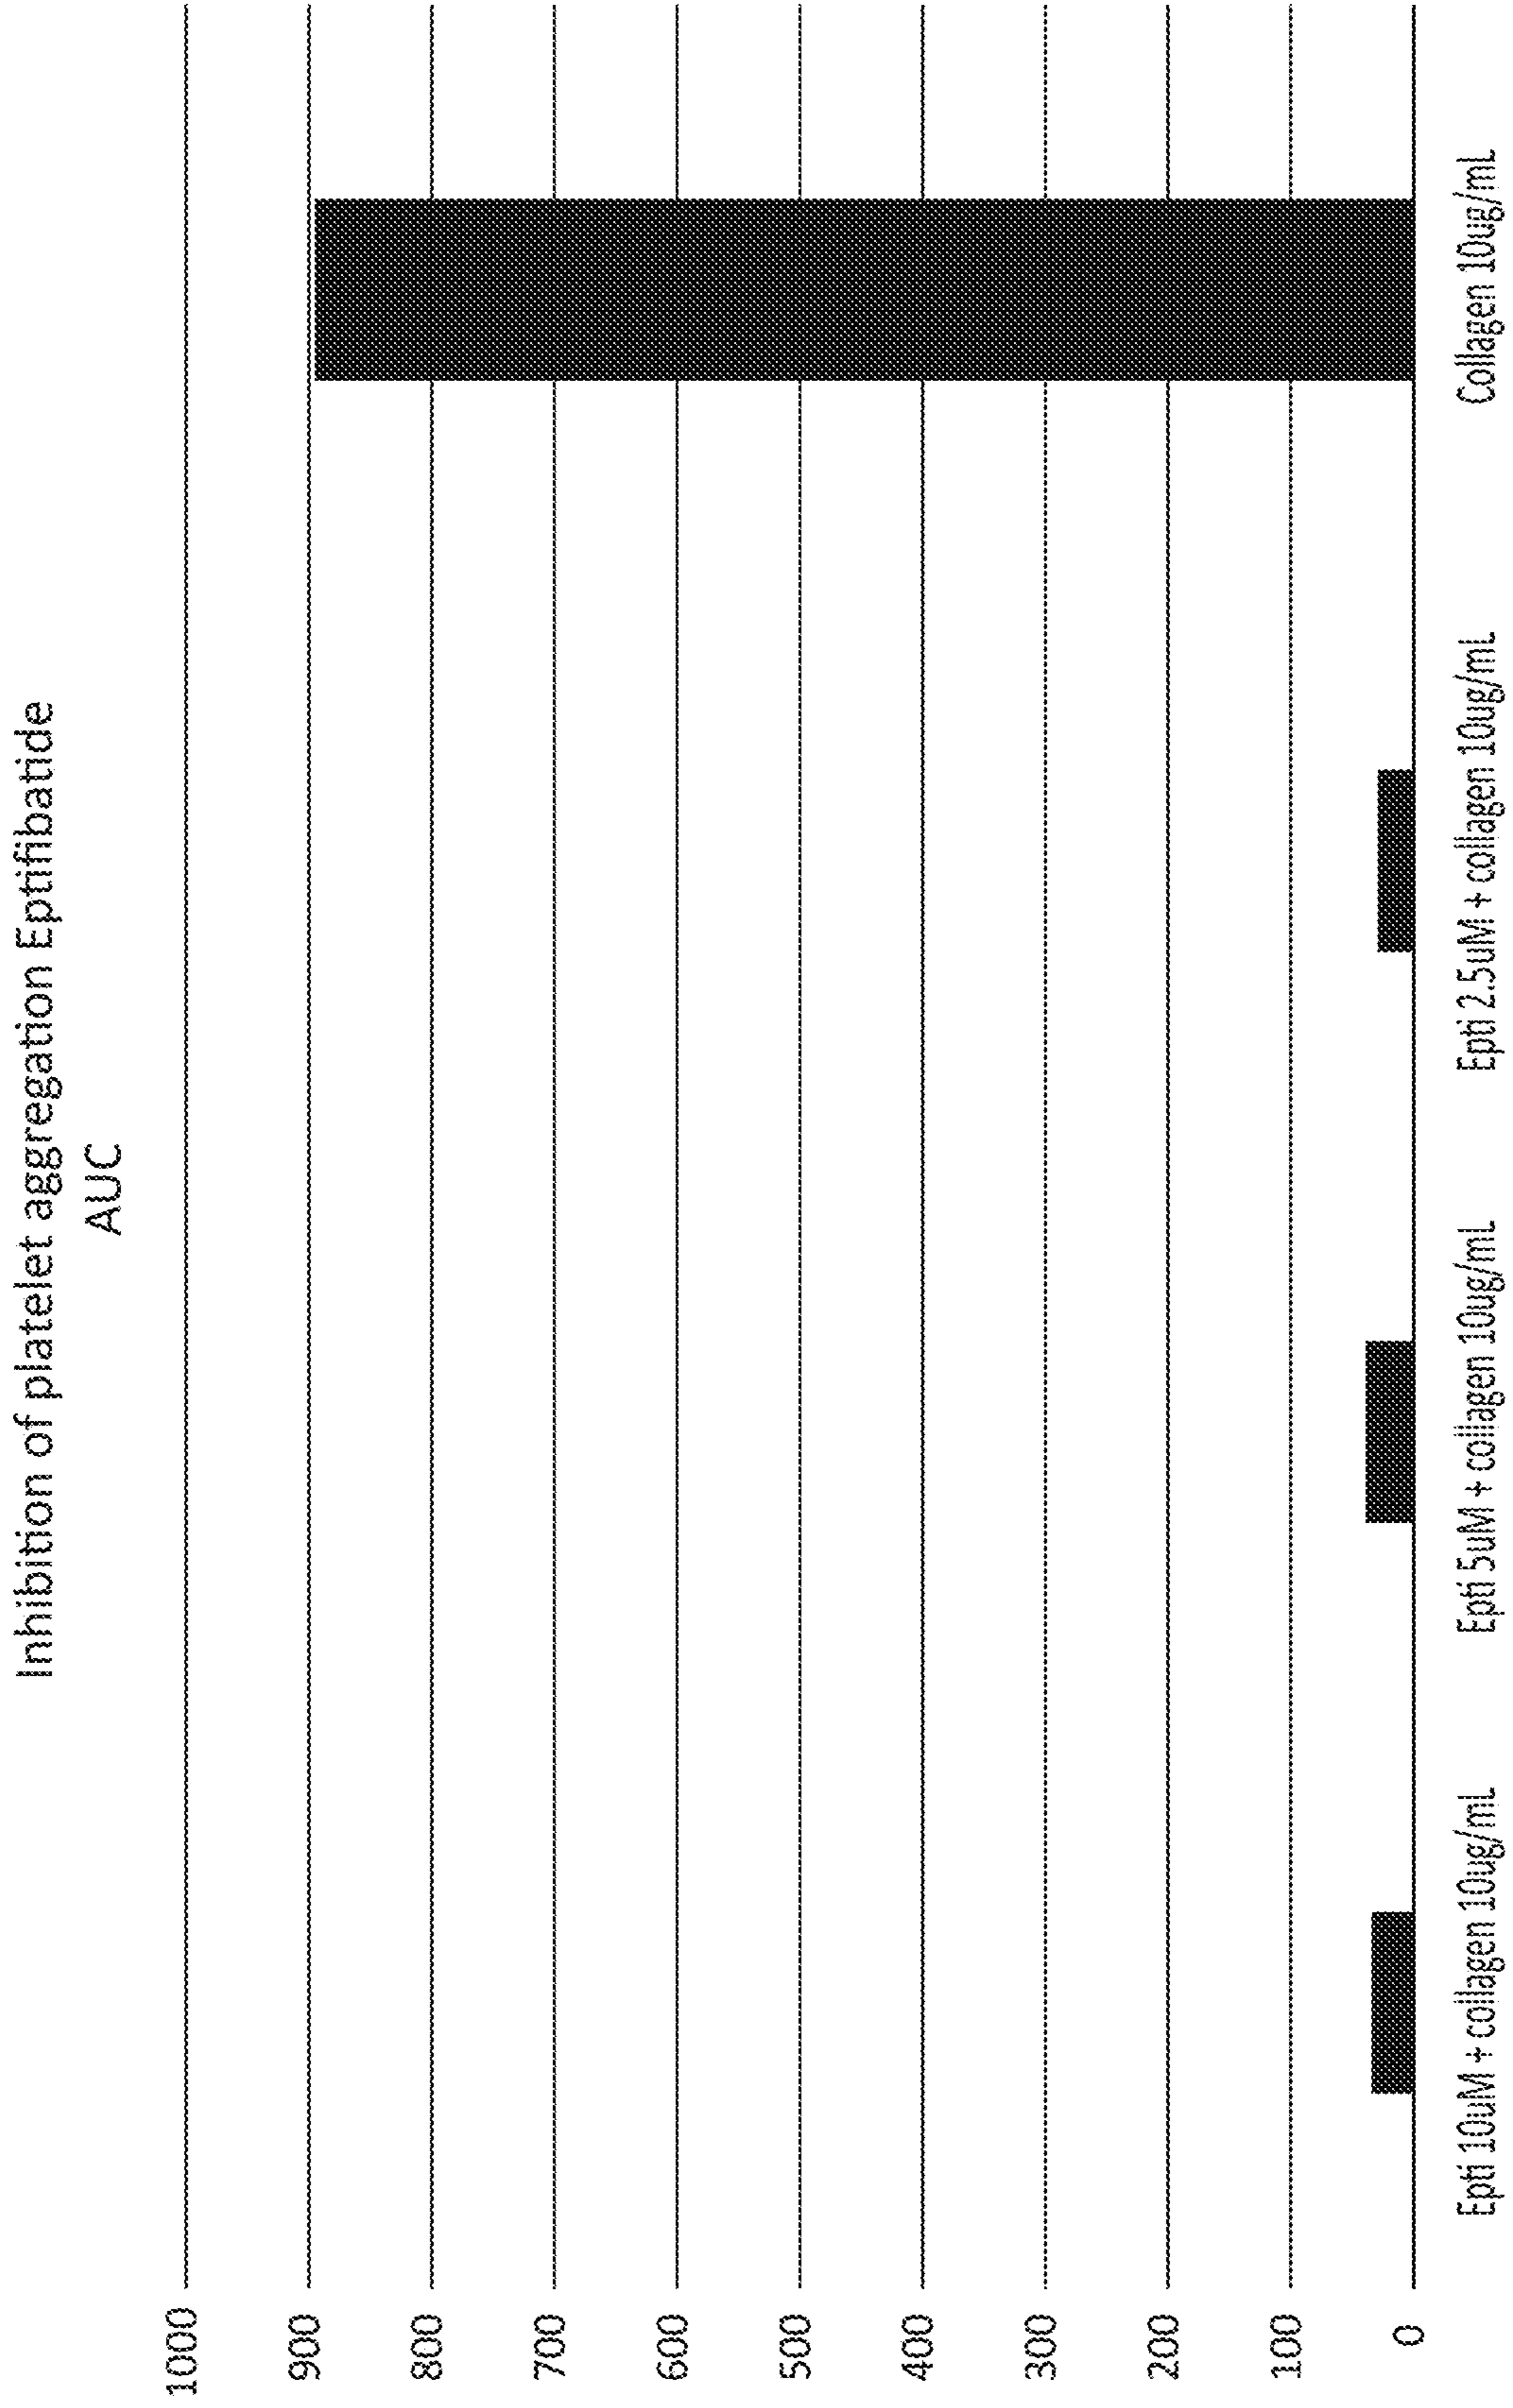 Inhibition of platelet aggregation Eptifibatide
AUC
1000
900
800
700
600
500
400
300
200
100
0
Epti 10uM + collagen 10ug/mL
Epti 5uM + collagen 10ug/mL
Epti 2.5uM + collagen 10ug/mL
Collagen 10ug/mL